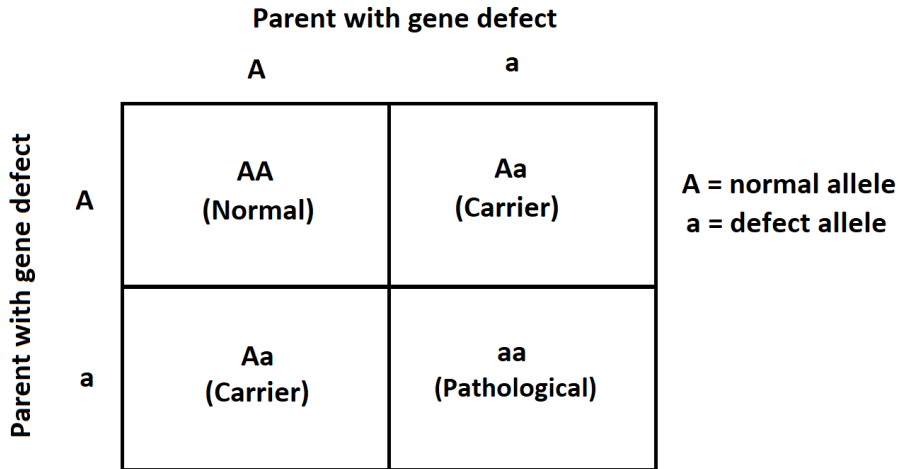 Parent with gene defect
A a
Parent with gene defect
A
AA
(Normal)
Aa
(Carrier)
A = normal allele
a = defect allele
a
Aa
(Carrier)
aa
(Pathological)